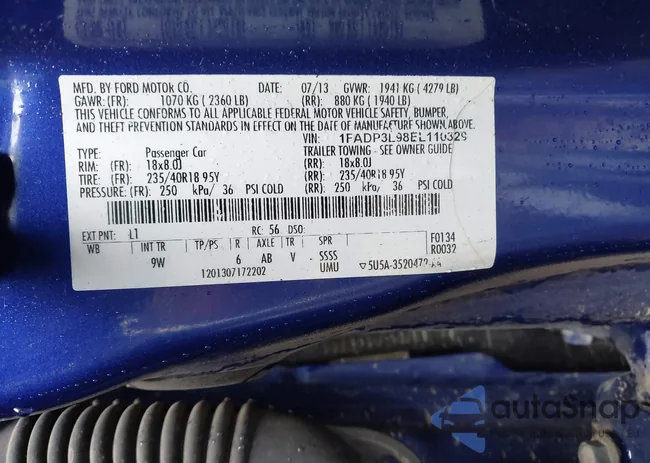 MFD. BY FORD MOTOR CO. DATE: 07/13 GVWR: 1941 KG ( 4279 LB)
GAWR: (FR): 1070 KG ( 2360 LB) (RR): 880 KG ( 1940 LB)
THIS VEHICLE CONFORMS TO ALL APPLICABLE FEDERAL MOTOR VEHICLE SAFETY, BUMPER,
AND THEFT PREVENTION STANDARDS IN EFFECT ON THE DATE OF MANUFACTURE SHOWN ABOVE.
VIN: 1FADP3L98EL110329
TYPE: Passenger Car TRAILER TOWING - SEE OWNER GUIDE
RIM: (FR) 18x8.0J (RR): 18x8.0J
TIRE: (FR): 235/40R18 95Y (RR): 235/40R18 95Y
PRESSURE: (FR): 250 kPa/ 36 PSI COLD (RR): 250 kPa/ 36 PSI COLD
EXT PNT: L1 RC: 56 DSO: F0134
WB INT TR TP/PS R AXLE TR SPR R0032
9W 6 AB V SSSS
1201307172202 UMU ▽5U5A-3520472-
autoSnap